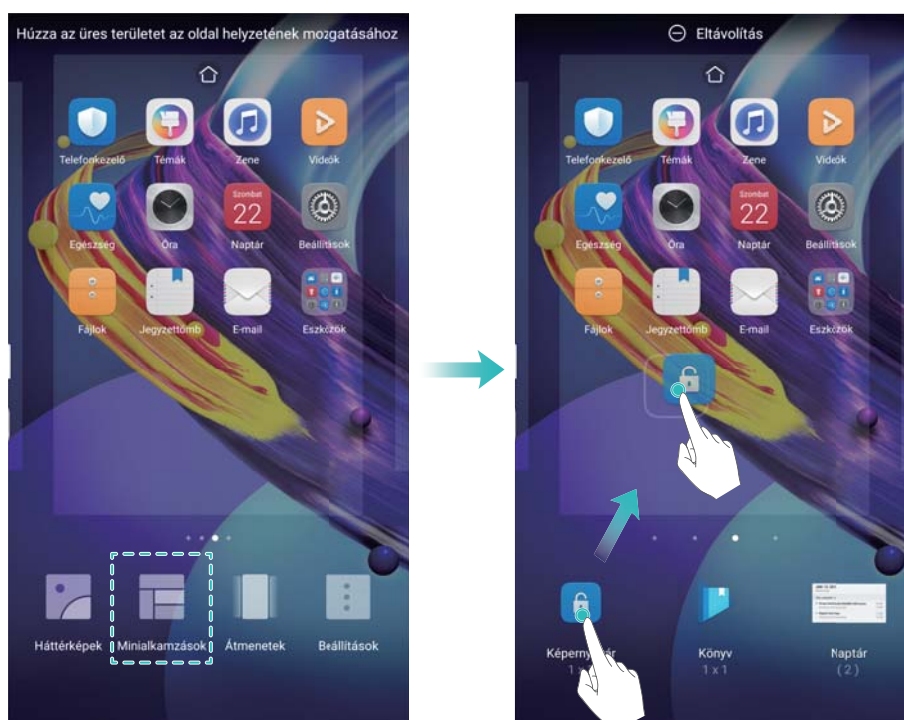 Húzza az üres területet az oldal helyzetének mozgatásához
Telefonkezelő Témák Zene Videók
Szombat
22
Egészség Óra Naptár Beállítások
Fájlok Jegyzettömb E-mail Eszközök
Háttérképek Minialkamzások Átmenetek Beállítások
Eltávolítás
Telefonkezelő Témák Zene Videók
Szombat
22
Egészség Óra Naptár Beállítások
Fájlok Jegyzettömb E-mail Eszközök
Könyv Naptár
1 x 1 (2)